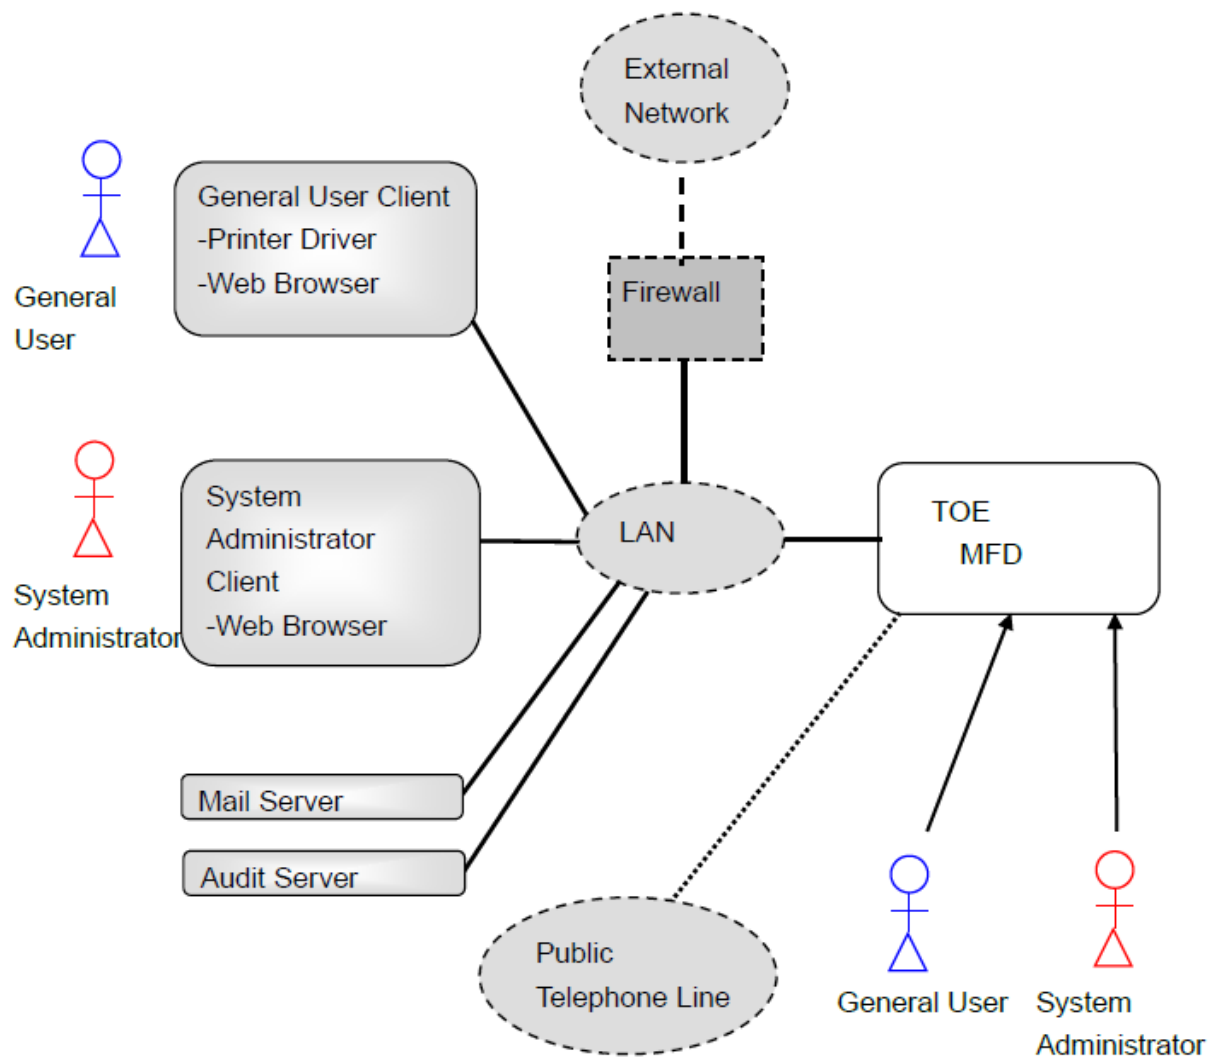 External
Network
General User Client
-Printer Driver
-Web Browser
General
User
Firewall
System
Administrator
Client
-Web Browser
System
Administrator
LAN
TOE
MFD
Mail Server
Audit Server
Public
Telephone Line
General User
System
Administrator